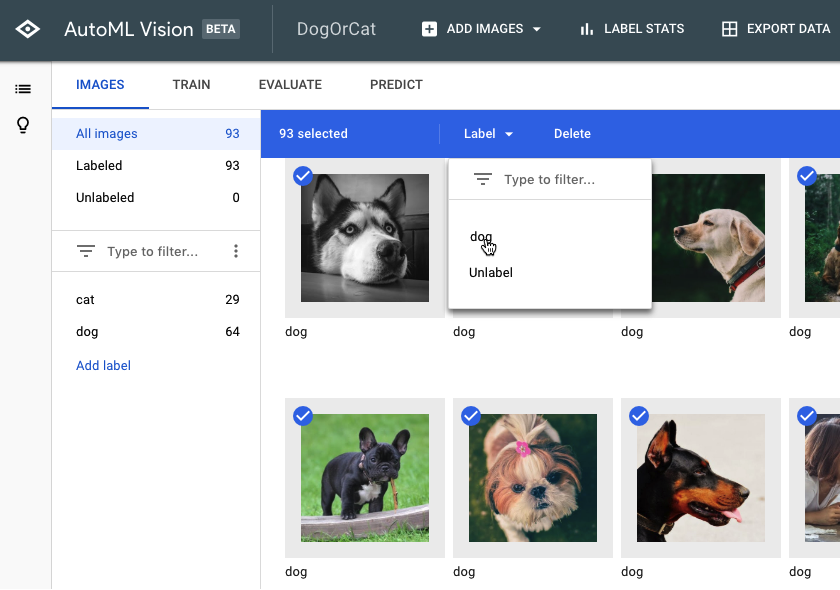 AutoML Vision BETA DogOrCat ADD IMAGES LABEL STATS EXPORT DATA
IMAGES TRAIN EVALUATE PREDICT
All images 93
Labeled 93
Unlabeled 0
Type to filter...
cat 29
dog 64
Add label
93 selected Label Delete
Type to filter...
dog
Unlabel
dog dog dog dog
dog dog dog dog